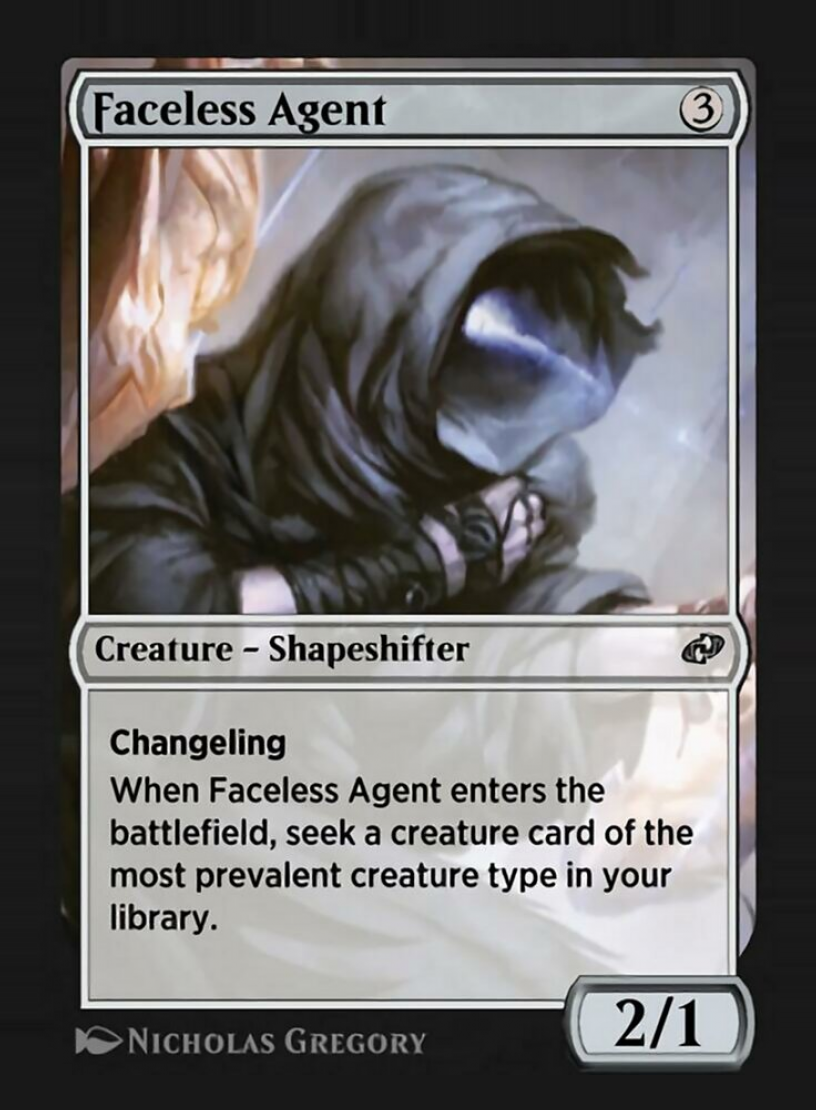 Faceless Agent 3
Creature – Shapeshifter
Changeling
When Faceless Agent enters the
battlefield, seek a creature card of the
most prevalent creature type in your
library.
2/1
Nicholas Gregory